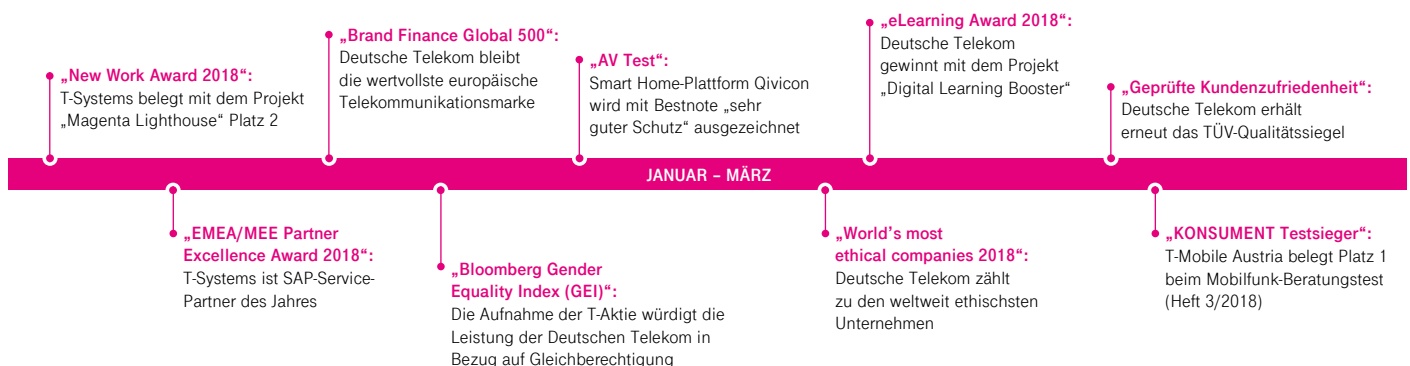 „New Work Award 2018“:
T-Systems belegt mit dem Projekt
„Magenta Lighthouse“ Platz 2
„Brand Finance Global 500“:
Deutsche Telekom bleibt
die wertvollste europäische
Telekommunikationsmarke
„AV Test“:
Smart Home-Plattform Qivicon
wird mit Bestnote „sehr
guter Schutz“ ausgezeichnet
„eLearning Award 2018“:
Deutsche Telekom
gewinnt mit dem Projekt
„Digital Learning Booster“
„Geprüfte Kundenzufriedenheit“:
Deutsche Telekom erhält
erneut das TÜV-Qualitätssiegel
JANUAR – MÄRZ
„EMEA/MEE Partner
Excellence Award 2018“:
T-Systems ist SAP-Service-
Partner des Jahres
„Bloomberg Gender
Equality Index (GEI)“:
Die Aufnahme der T-Aktie würdigt die
Leistung der Deutschen Telekom in
Bezug auf Gleichberechtigung
„World’s most
ethical companies 2018“:
Deutsche Telekom zählt
zu den weltweit ethischsten
Unternehmen
„KONSUMENT Testsieger“:
T-Mobile Austria belegt Platz 1
beim Mobilfunk-Beratungstest
(Heft 3/2018)